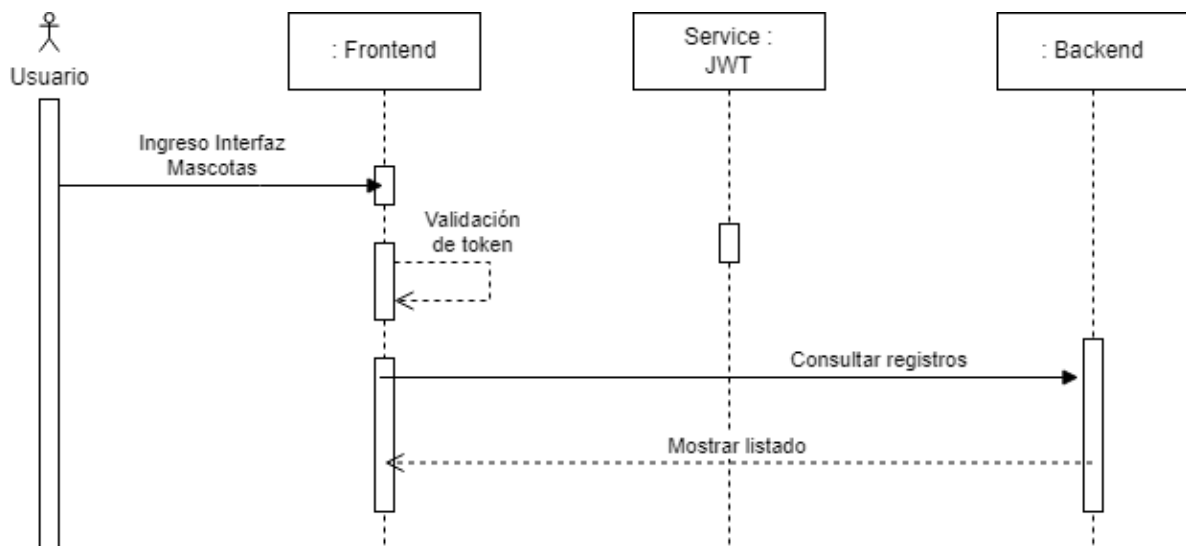 Usuario
: Frontend
Service :
JWT
: Backend
Ingreso Interfaz
Mascotas
Validación
de token
Consultar registros
Mostrar listado